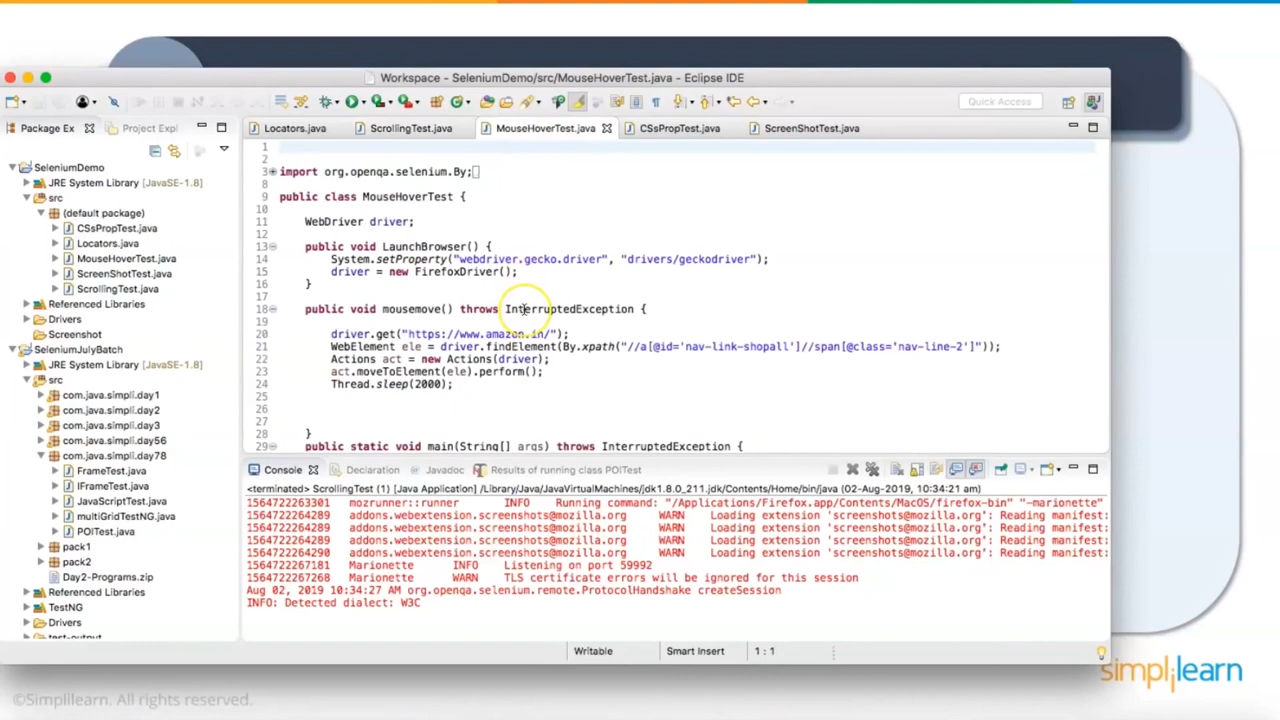 Workspace - SeleniumDemo/src/MouseHoverTest.java - Eclipse IDE
Quick Access
Package Ex
Project Expl
Locators.java
ScrollingTest.java
MouseHoverTest.java
CSsPropTest.java
ScreenShotTest.java
SeleniumDemo
JRE System Library [JavaSE-1.8]
src
(default package)
CSsPropTest.java
Locators.java
MouseHoverTest.java
ScreenShotTest.java
ScrollingTest.java
Referenced Libraries
Drivers
Screenshot
SeleniumJulyBatch
JRE System Library [JavaSE-1.8]
src
com.java.simpli.day1
com.java.simpli.day2
com.java.simpli.day3
com.java.simpli.day56
com.java.simpli.day78
FrameTest.java
IFrameTest.java
JavaScriptTest.java
multiGridTestNG.java
POITest.java
pack1
pack2
Day2-Programs.zip
Referenced Libraries
TestNG
Drivers
test-output
1
2
3 import org.openqa.selenium.By;
8
9 public class MouseHoverTest {
10
11 WebDriver driver;
12
13 public void LaunchBrowser() {
14 System.setProperty("webdriver.gecko.driver", "drivers/geckodriver");
15 driver = new FirefoxDriver();
16 }
17
18 public void mousemove() throws InterruptedException {
19
20 driver.get("https://www.amazon.in/");
21 WebElement ele = driver.findElement(By.xpath("//a[@id='nav-link-shopall']//span[@class='nav-line-2']"));
22 Actions act = new Actions(driver);
23 act.moveToElement(ele).perform();
24 Thread.sleep(2000);
25
26
27
28 }
29 public static void main(String[] args) throws InterruptedException {
Console
Declaration
Javadoc
Results of running class POITest
<terminated> ScrollingTest (1) [Java Application] /Library/Java/JavaVirtualMachines/jdk1.8.0_211.jdk/Contents/Home/bin/java (02-Aug-2019, 10:34:21 am)
1564722263301 mozrunner::runner INFO Running command: "/Applications/Firefox.app/Contents/MacOS/firefox-bin" "-marionette"
1564722264289 addons.webextension.screenshots@mozilla.org WARN Loading extension 'screenshots@mozilla.org': Reading manifest:
1564722264289 addons.webextension.screenshots@mozilla.org WARN Loading extension 'screenshots@mozilla.org': Reading manifest:
1564722264289 addons.webextension.screenshots@mozilla.org WARN Loading extension 'screenshots@mozilla.org': Reading manifest:
1564722264290 addons.webextension.screenshots@mozilla.org WARN Loading extension 'screenshots@mozilla.org': Reading manifest:
1564722267181 Marionette INFO Listening on port 59992
1564722267268 Marionette WARN TLS certificate errors will be ignored for this session
Aug 02, 2019 10:34:27 AM org.openqa.selenium.remote.ProtocolHandshake createSession
INFO: Detected dialect: W3C
Writable
Smart Insert
1 : 1
simplilearn
©Simplilearn. All rights reserved.